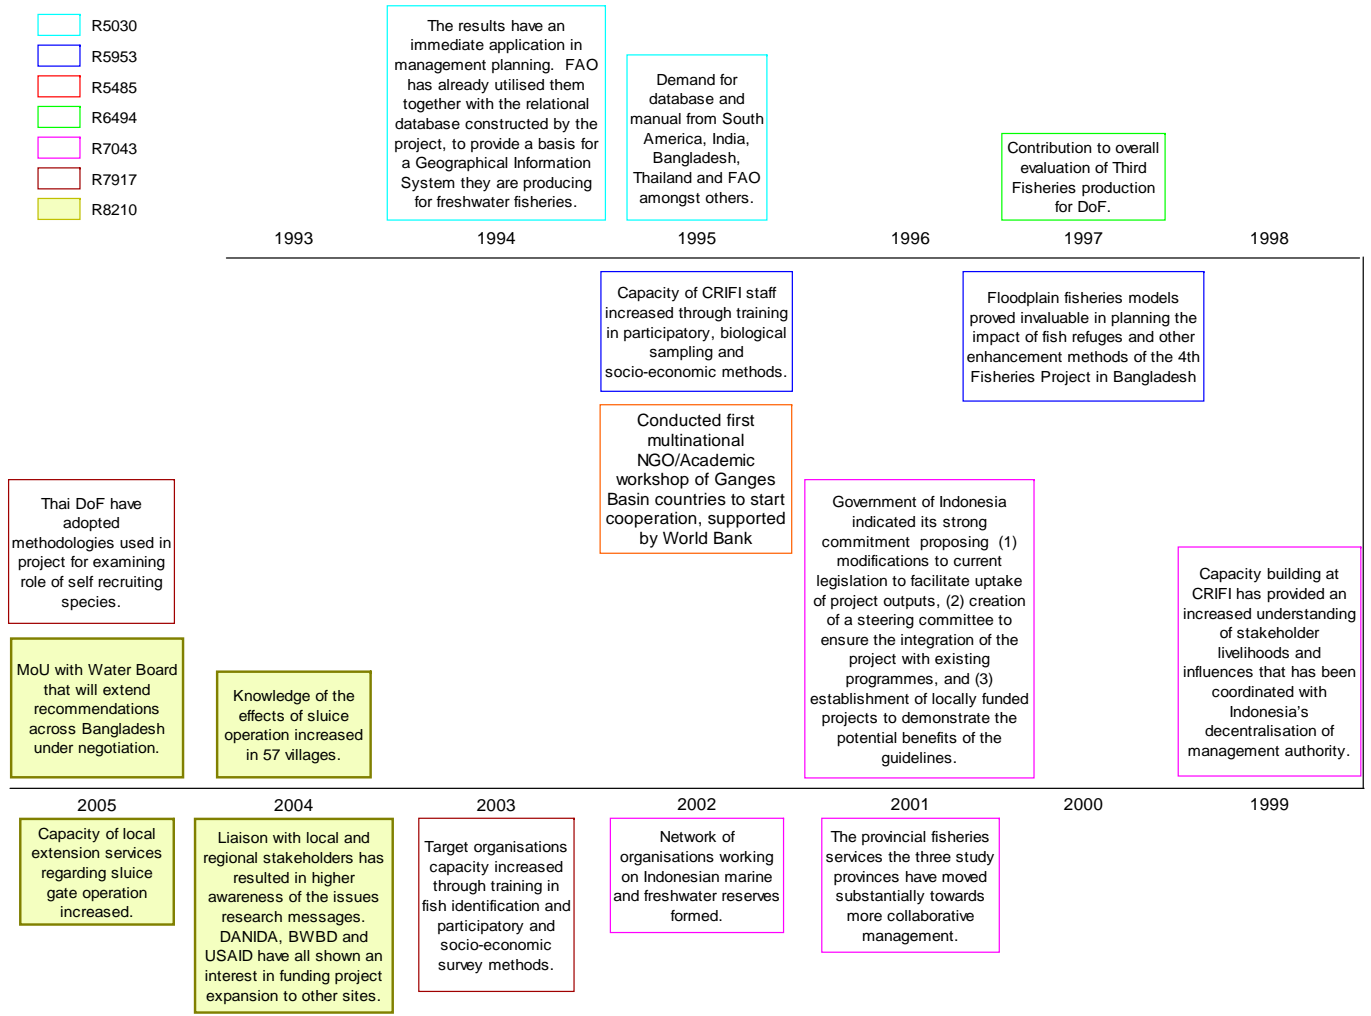 R5030
R5953
R5485
R6494
R7043
R7917
R8210
The results have an
immediate application in
management planning. FAO
has already utilised them
together with the relational
database constructed by the
project, to provide a basis for
a Geographical Information
System they are producing
for freshwater fisheries.
Demand for
database and
manual from South
America, India,
Bangladesh,
Thailand and FAO
amongst others.
Contribution to overall
evaluation of Third
Fisheries production
for DoF.
1993
1994
1995
1996
1997
1998
Capacity of CRIFI staff
increased through training
in participatory, biological
sampling and
socio-economic methods.
Floodplain fisheries models
proved invaluable in planning the
impact of fish refuges and other
enhancement methods of the 4th
Fisheries Project in Bangladesh
Conducted first
multinational
NGO/Academic
workshop of Ganges
Basin countries to start
cooperation, supported
by World Bank
Thai DoF have
adopted
methodologies used in
project for examining
role of self recruiting
species.
Government of Indonesia
indicated its strong
commitment proposing (1)
modifications to current
legislation to facilitate uptake
of project outputs, (2) creation
of a steering committee to
ensure the integration of the
project with existing
programmes, and (3)
establishment of locally funded
projects to demonstrate the
potential benefits of the
guidelines.
Capacity building at
CRIFI has provided an
increased understanding
of stakeholder
livelihoods and
influences that has been
coordinated with
Indonesia's
decentralisation of
management authority.
MoU with Water Board
that will extend
recommendations
across Bangladesh
under negotiation.
Knowledge of the
effects of sluice
operation increased
in 57 villages.
2005
2004
2003
2002
2001
2000
1999
Capacity of local
extension services
regarding sluice
gate operation
increased.
Liaison with local and
regional stakeholders has
resulted in higher
awareness of the issues
research messages.
DANIDA, BWBD and
USAID have all shown an
interest in funding project
expansion to other sites.
Target organisations
capacity increased
through training in
fish identification and
participatory and
socio-economic
survey methods.
Network of
organisations working
on Indonesian marine
and freshwater reserves
formed.
The provincial fisheries
services the three study
provinces have moved
substantially towards
more collaborative
management.